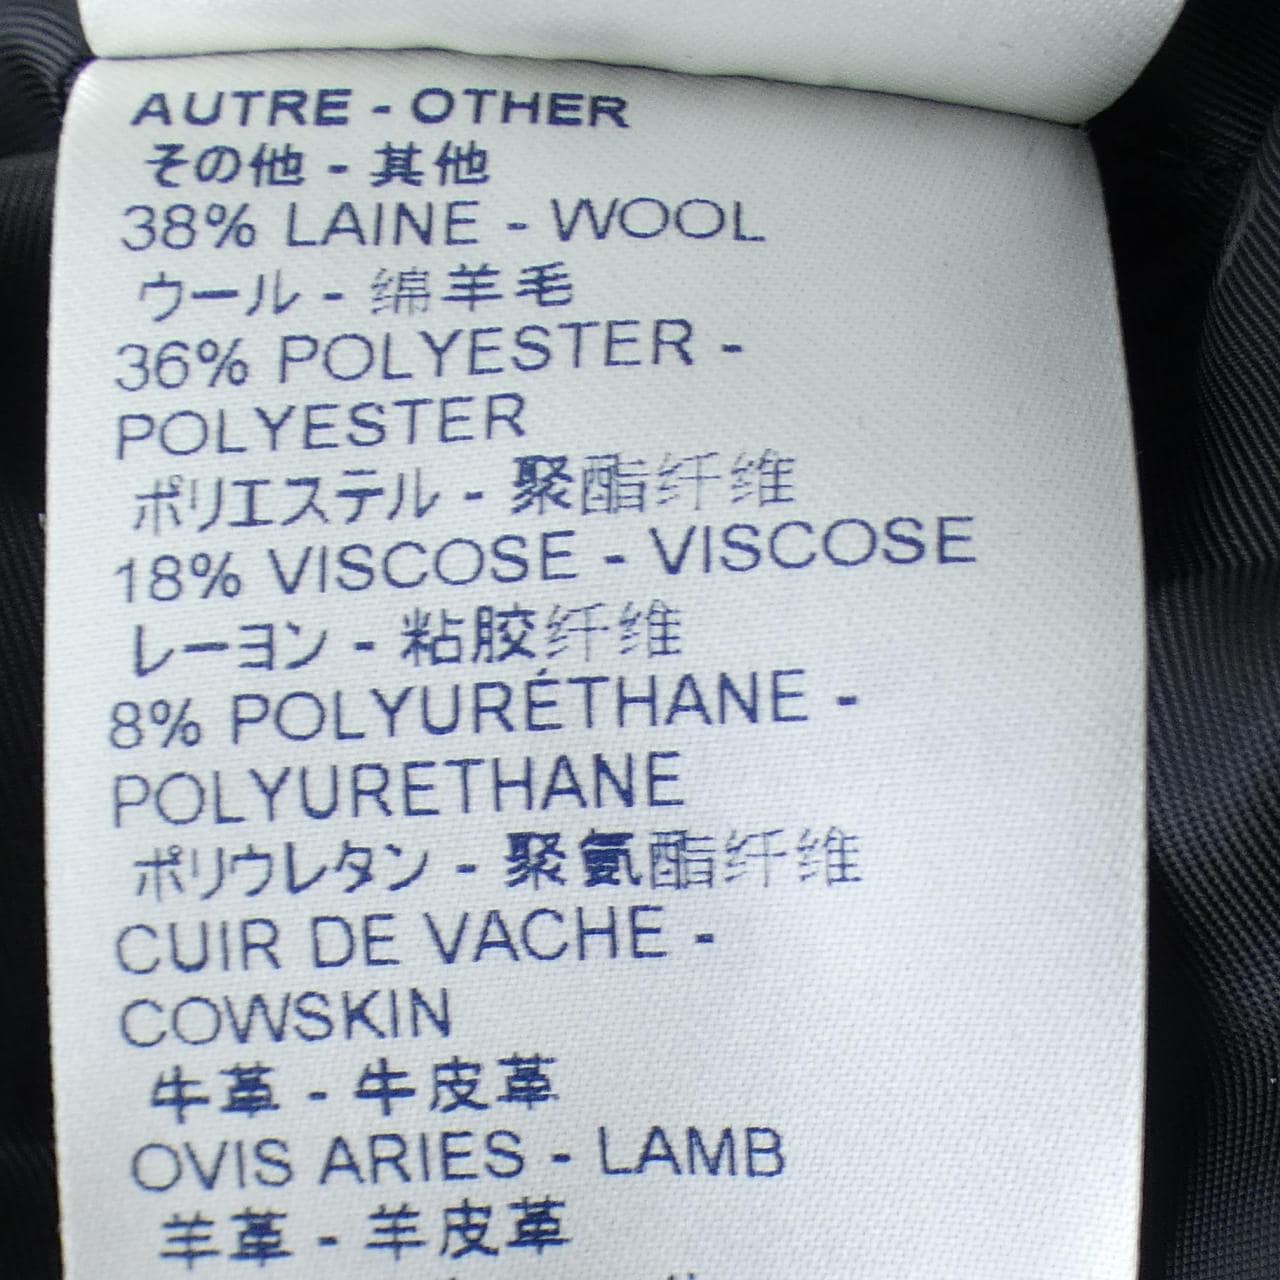 AUTRE - OTHER
その他 - 其他
38% LAINE - WOOL
ウール - 绵羊毛
36% POLYESTER -
POLYESTER
ポリエステル - 聚酯纤维
18% VISCOSE - VISCOSE
レーヨン - 粘胶纤维
8% POLYURÉTHANE -
POLYURETHANE
ポリウレタン - 聚氨酯纤维
CUIR DE VACHE -
COWSKIN
牛革 - 牛皮革
OVIS ARIES - LAMB
羊革 - 羊皮革